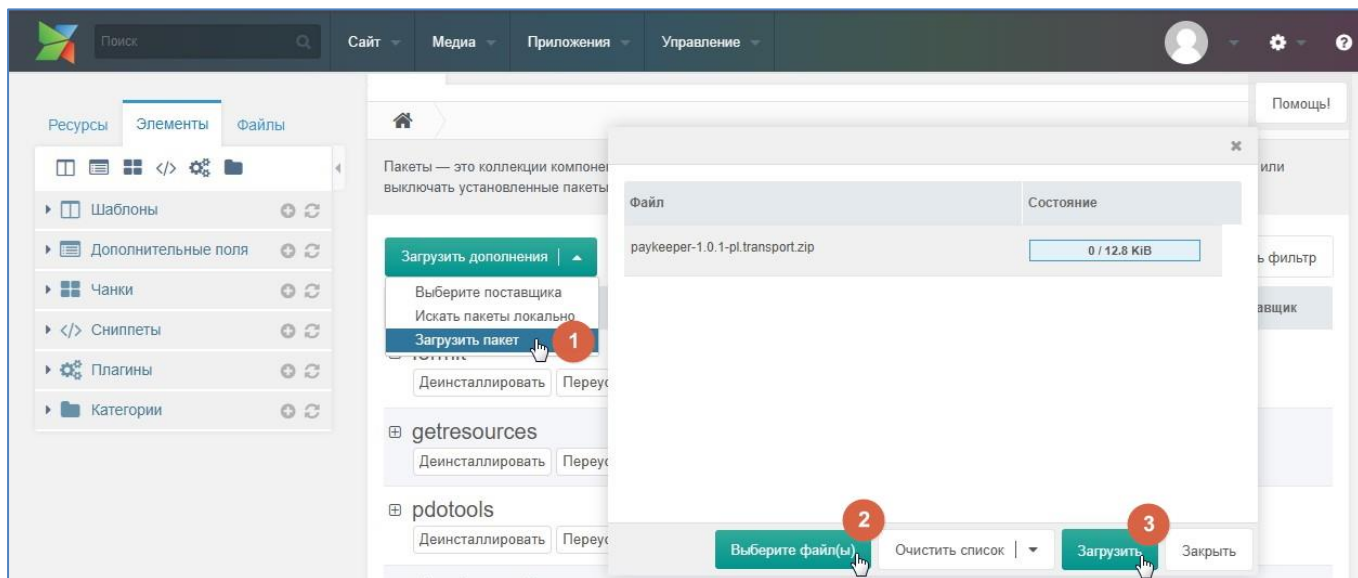 Поиск
Сайт
Медиа
Приложения
Управление
Ресурсы
Элементы
Файлы
Шаблоны
Дополнительные поля
Чанки
Сниппеты
Плагины
Категории
Помощь!
Пакеты — это коллекции
или
выключать установленные пакеты
Загрузить дополнения
фильтр
Выберите поставщика
Искать пакеты локально
Загрузить пакет
1
Деинсталлировать
getresources
Деинсталлировать
pdotools
Деинсталлировать
Файл
Состояние
paykeeper-1.0.1-pl.transport.zip
0 / 12.8 KiB
2
3
Выберите файл(ы)
Очистить список
Загрузить
Закрыть